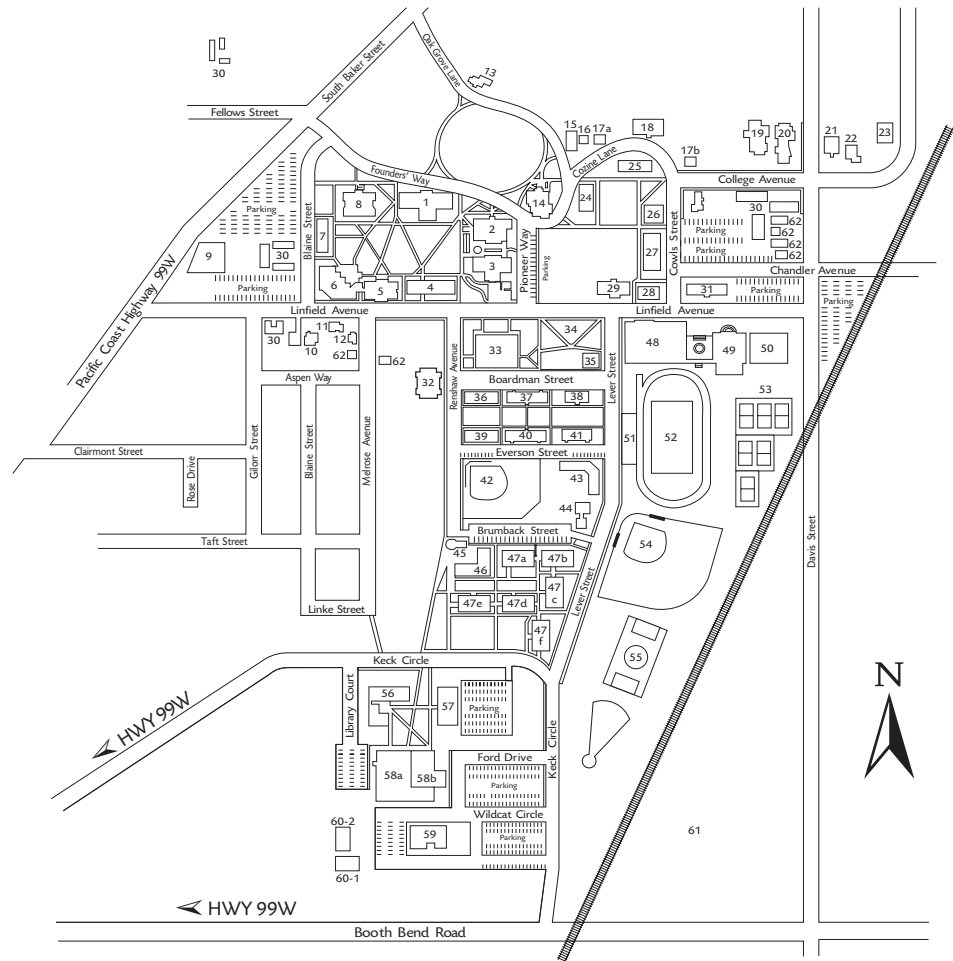 South Baker Street
Oak Grove Lane
13
30
Fellows Street
15
16
17a
18
19
20
21
22
23
17b
Cozine Lane
25
College Avenue
Founders' Way
Parking
8
1
14
24
26
30
62
62
62
62
Parking
Parking
Cowls Street
Blaine Street
7
2
Pioneer Way
Parking
27
9
30
3
Chandler Avenue
Parking
6
5
4
29
28
31
Parking
Parking
Pacific Coast Highway 99W
Linfield Avenue
Linfield Avenue
30
11
10
12
62
62
32
33
34
35
48
49
50
Renshaw Avenue
Lever Street
Aspen Way
Boardman Street
36
37
38
53
39
40
41
51
52
Clairmont Street
Rose Drive
Gilorr Street
Blaine Street
Melrose Avenue
Everson Street
42
43
44
Taft Street
Brumback Street
54
Davis Street
45
46
47a
47b
47
c
47e
47d
Lever Street
Linke Street
47
f
55
Keck Circle
HWY 99W
Library Court
56
57
Parking
Keck Circle
N
58a
58b
Ford Drive
Parking
Wildcat Circle
60-2
59
Parking
61
60-1
HWY 99W
Booth Bend Road